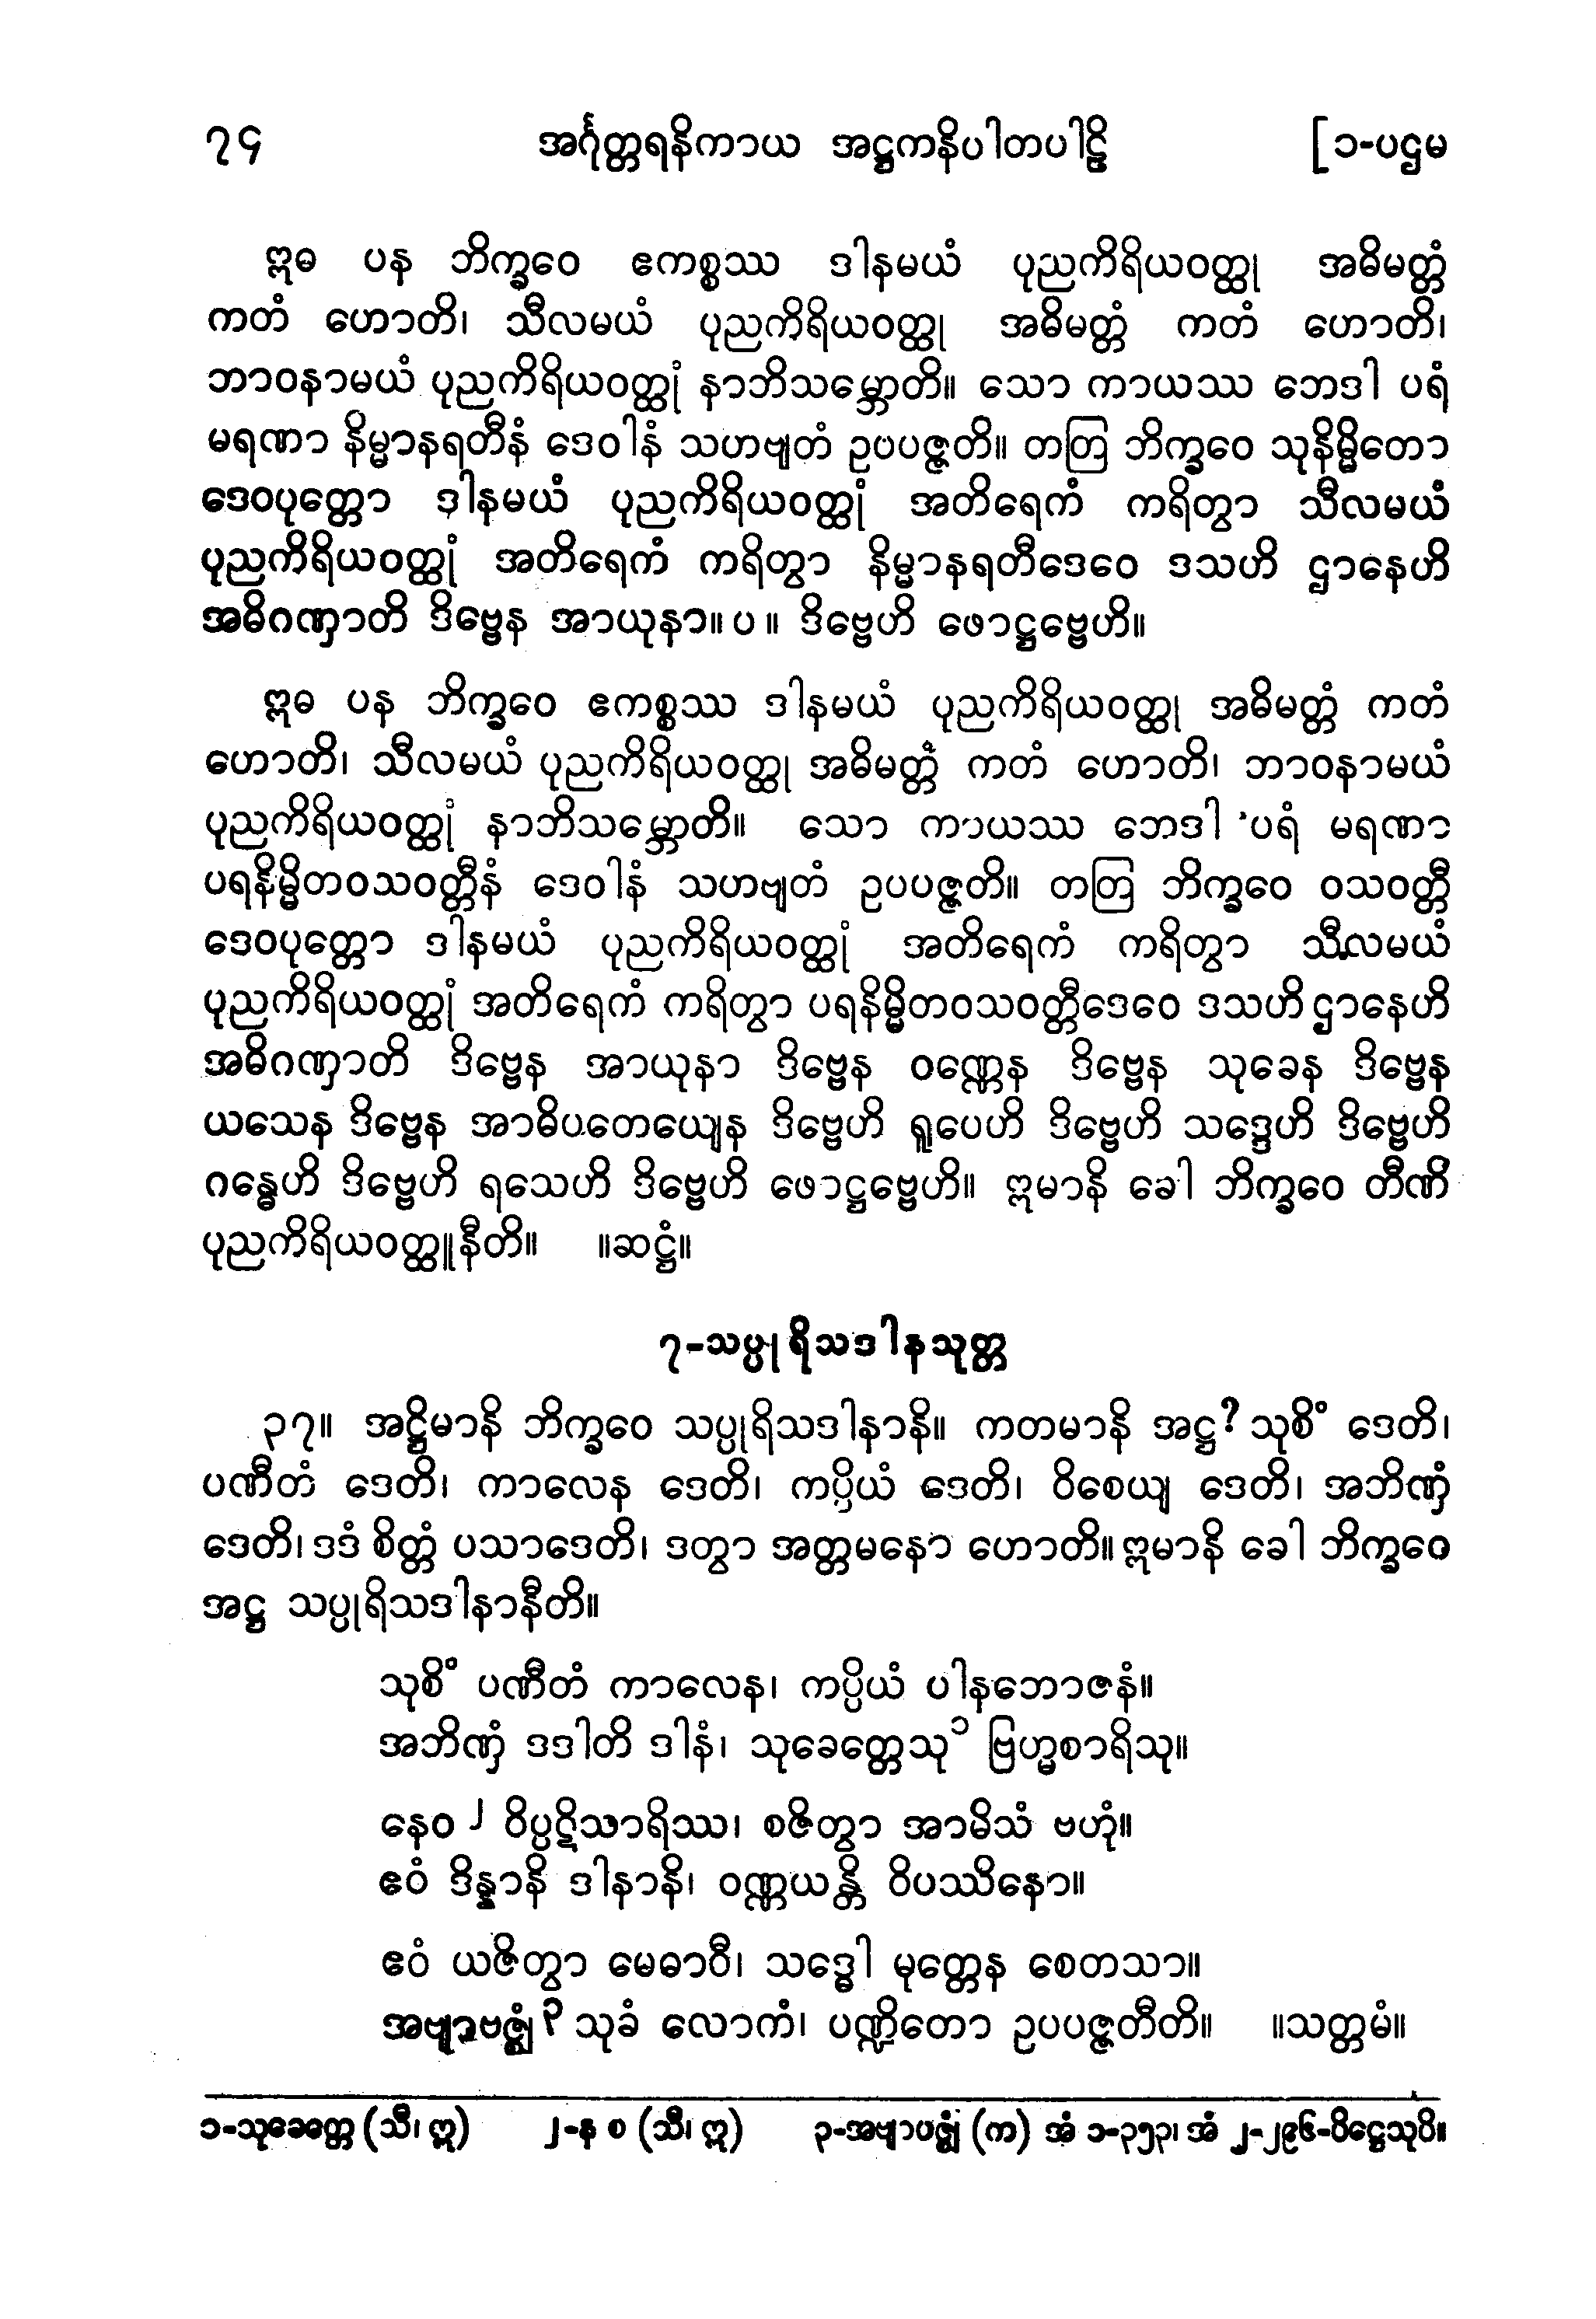 ၇၄ အင်္ဂုတ္တရနိကာယ အဋ္ဌကနိပါတပါဠိ [၁-ပဌမ
ဣဓ ပန ဘိက္ခဝေ ဧကစ္စဿ ဒါနမယံ ပုညကိရိယဝတ္ထု အဓိမတ္တံ
ကတံ ဟောတိ၊ သီလမယံ ပုညကိရိယဝတ္ထု အဓိမတ္တံ ကတံ ဟောတိ၊
ဘာဝနာမယံ ပုညကိရိယဝတ္ထုံ နာဘိသမ္ဘောတိ။ သော ကာယဿ ဘေဒါ ပရံ
မရဏာ နိမ္မာနရတီနံ ဒေဝါနံ သဟဗျတံ ဥပပဇ္ဇတိ။ တတြ ဘိက္ခဝေ သုနိမ္မိတော
ဒေဝပုတ္တော ဒါနမယံ ပုညကိရိယဝတ္ထုံ အတိရေကံ ကရိတွာ သီလမယံ
ပုညကိရိယဝတ္ထုံ အတိရေကံ ကရိတွာ နိမ္မာနရတီဒေဝေ ဒသဟိ ဌာနေဟိ
အဓိဂဏှာတိ ဒိဗ္ဗေန အာယုနာ။ ပ ။ ဒိဗ္ဗေဟိ ဖောဋ္ဌဗ္ဗေဟိ။
ဣဓ ပန ဘိက္ခဝေ ဧကစ္စဿ ဒါနမယံ ပုညကိရိယဝတ္ထု အဓိမတ္တံ ကတံ
ဟောတိ၊ သီလမယံ ပုညကိရိယဝတ္ထု အဓိမတ္တံ ကတံ ဟောတိ၊ ဘာဝနာမယံ
ပုညကိရိယဝတ္ထုံ နာဘိသမ္ဘောတိ။ သော ကာယဿ ဘေဒါ ပရံ မရဏာ
ပရနိမ္မိတဝသဝတ္တီနံ ဒေဝါနံ သဟဗျတံ ဥပပဇ္ဇတိ။ တတြ ဘိက္ခဝေ ဝသဝတ္တီ
ဒေဝပုတ္တော ဒါနမယံ ပုညကိရိယဝတ္ထုံ အတိရေကံ ကရိတွာ သီလမယံ
ပုညကိရိယဝတ္ထုံ အတိရေကံ ကရိတွာ ပရနိမ္မိတဝသဝတ္တီဒေဝေ ဒသဟိ ဌာနေဟိ
အဓိဂဏှာတိ ဒိဗ္ဗေန အာယုနာ ဒိဗ္ဗေန ဝဏ္ဏေန ဒိဗ္ဗေန သုခေန ဒိဗ္ဗေန
ယသေန ဒိဗ္ဗေန အာဓိပတေယျေန ဒိဗ္ဗေဟိ ရူပေဟိ ဒိဗ္ဗေဟိ သဒ္ဒေဟိ ဒိဗ္ဗေဟိ
ဂန္ဓေဟိ ဒိဗ္ဗေဟိ ရသေဟိ ဒိဗ္ဗေဟိ ဖောဋ္ဌဗ္ဗေဟိ။ ဣမာနိ ခေါ ဘိက္ခဝေ တီဏိ
ပုညကိရိယဝတ္ထူနီတိ။ ။ဆဋ္ဌံ။
၇-သပ္ပုရိသဒါနသုတ္တ
၃၇။ အဋ္ဌိမာနိ ဘိက္ခဝေ သပ္ပုရိသဒါနာနိ။ ကတမာနိ အဋ္ဌ? သုစိံ ဒေတိ၊
ပဏီတံ ဒေတိ၊ ကာလေန ဒေတိ၊ ကပ္ပိယံ ဒေတိ၊ ဝိစေယျ ဒေတိ၊ အဘိဏှံ
ဒေတိ၊ ဒဒံ စိတ္တံ ပသာဒေတိ၊ ဒတွာ အတ္တမနော ဟောတိ။ ဣမာနိ ခေါ ဘိက္ခဝေ
အဋ္ဌ သပ္ပုရိသဒါနာနီတိ။
သုစိံ ပဏီတံ ကာလေန၊ ကပ္ပိယံ ပါနဘောဇနံ။
အဘိဏှံ ဒဒါတိ ဒါနံ၊ သုခေတ္တေသု ၁ ဗြဟ္မစာရိသု။
နေဝ ၂ ဝိပ္ပဋိသာရိဿ၊ စဇိတွာ အာမိသံ ဗဟုံ။
ဧဝံ ဒိန္နာနိ ဒါနာနိ၊ ဝဏ္ဏယန္တိ ဝိပဿိနော။
ဧဝံ ယဇိတွာ မေဓာဝီ၊ သဒ္ဓေါ မုတ္တေန စေတသာ။
အဗျာဗဇ္ဈံ ၃ သုခံ လောကံ၊ ပဏ္ဍိတော ဥပပဇ္ဇတီတိ။ ။သတ္တမံ။
၁-သုခေတ္တေ (သီ၊ ဣ) ၂-န စ (သီ၊ ဣ) ၃-အဗျာပဇ္ဈံ (က) အံ ၁-၃၅၃၊ အံ ၂-၂၉၆-ပိဋ္ဌေသုပိ။